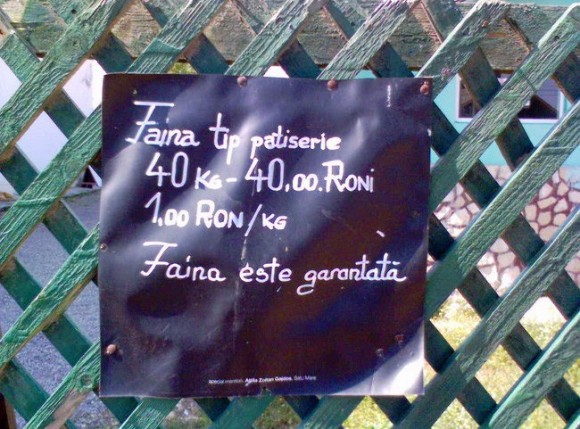 Faina tip patiserie
40 KG - 40,00. RONi
1,00 RON/KG
Faina este garantată